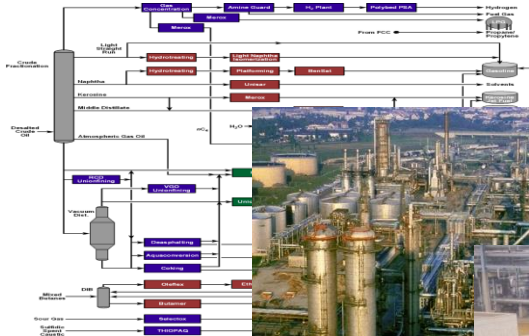 Gas
Concentration
Amine Guard
H₂ Plant
Polybed PSA
Hydrogen
Fuel Gas
Merox
Merox
From FCC
Propane/
Propylene
Light
Straight
Run
Crude
Fractionation
Hydrotreating
Light Naphtha
Isomerization
Naphtha
Hydrotreating
Platforming
BenSat
Gasoline
Unisar
Solvents
Kerosine
Merox
Middle Distillate
nC₄
H₂O
Desalted
Crude
Oil
Atmospheric Gas Oil
RCD
Unionfining
VGO
Unionfining
Vacuum
Dist.
Deasphalting
Aquaconversion
Coking
DIB
Oleflex
Mixed
Butanes
Butamer
Sour Gas
Selectox
Sulfidic
Spent
Caustic
THIOPAQ